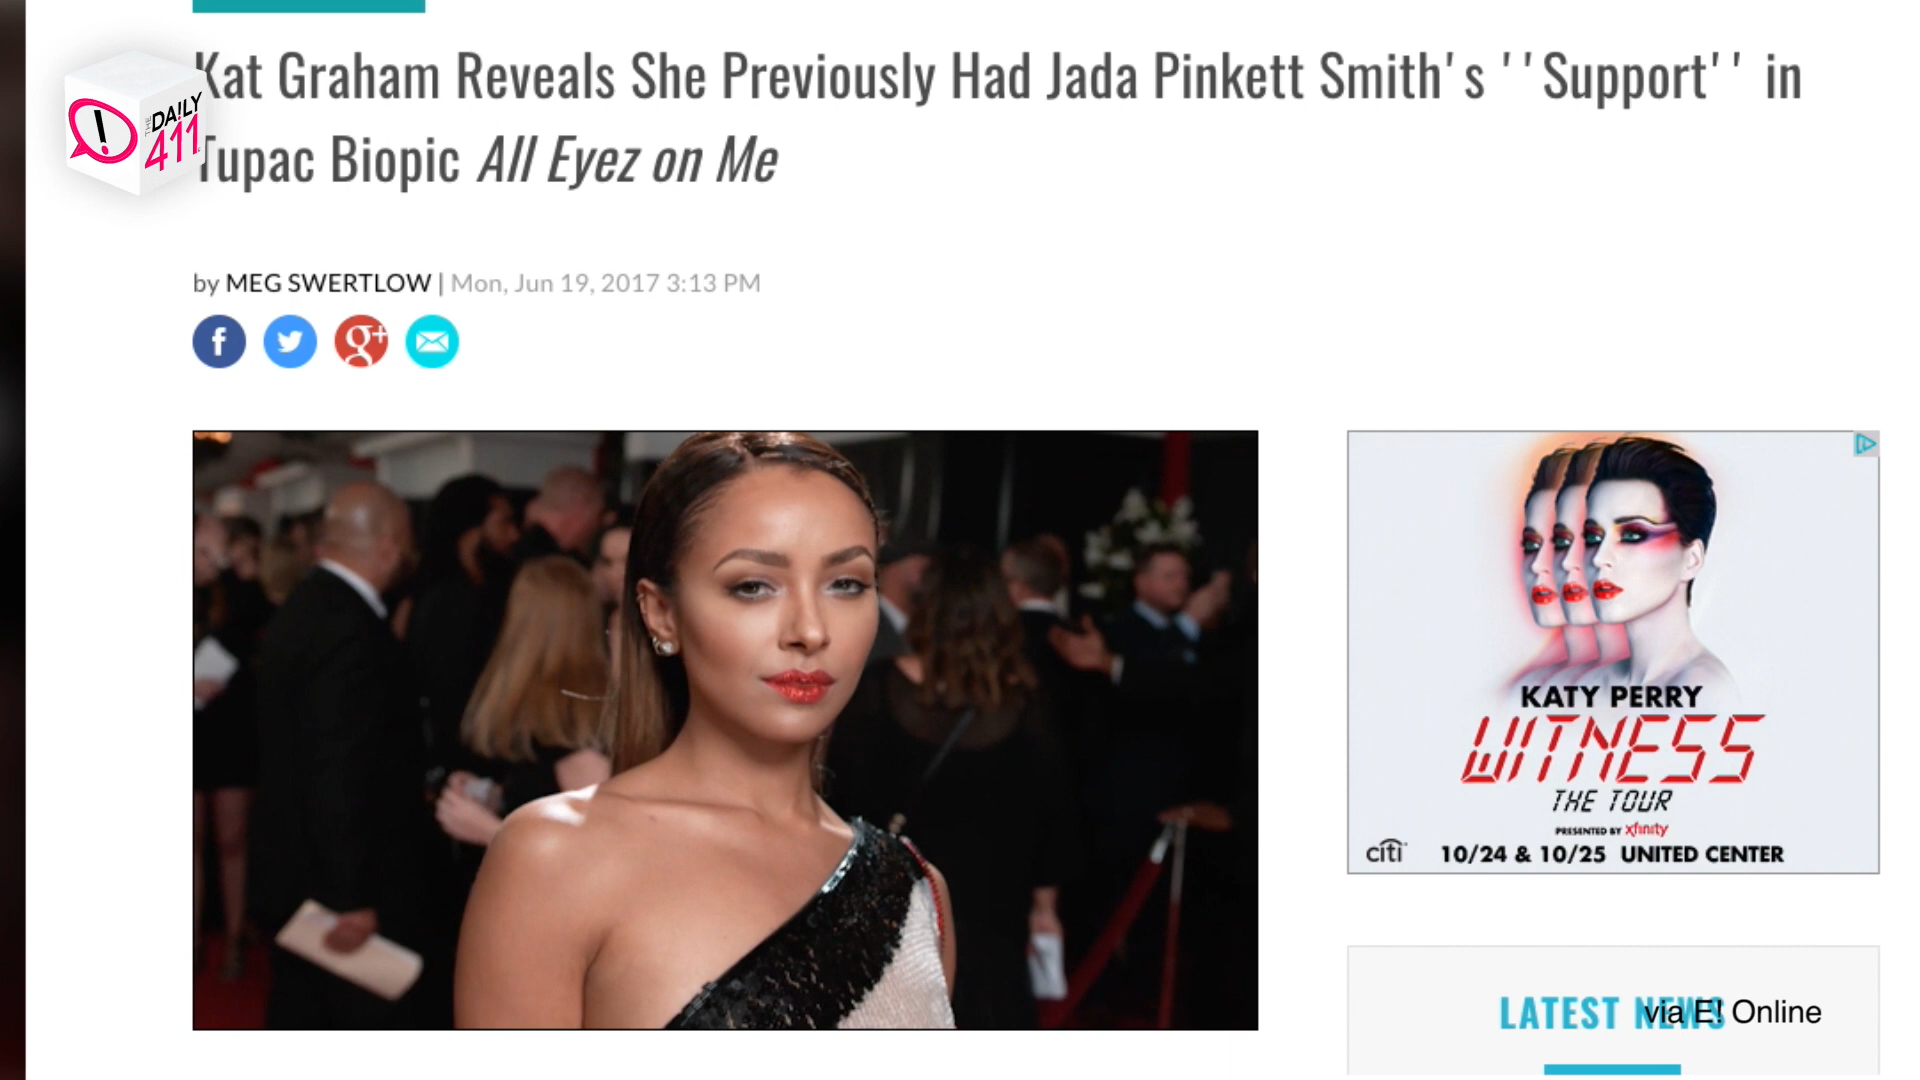 Kat Graham Reveals She Previously Had Jada Pinkett Smith's ''Support'' in
Tupac Biopic All Eyez on Me
THE DA!LY
411
by MEG SWERTLOW | Mon, Jun 19, 2017 3:13 PM
f
g+
KATY PERRY
WITNESS
THE TOUR
PRESENTED BY xfinity
citi 10/24 & 10/25 UNITED CENTER
LATEST NEWS
via E! Online